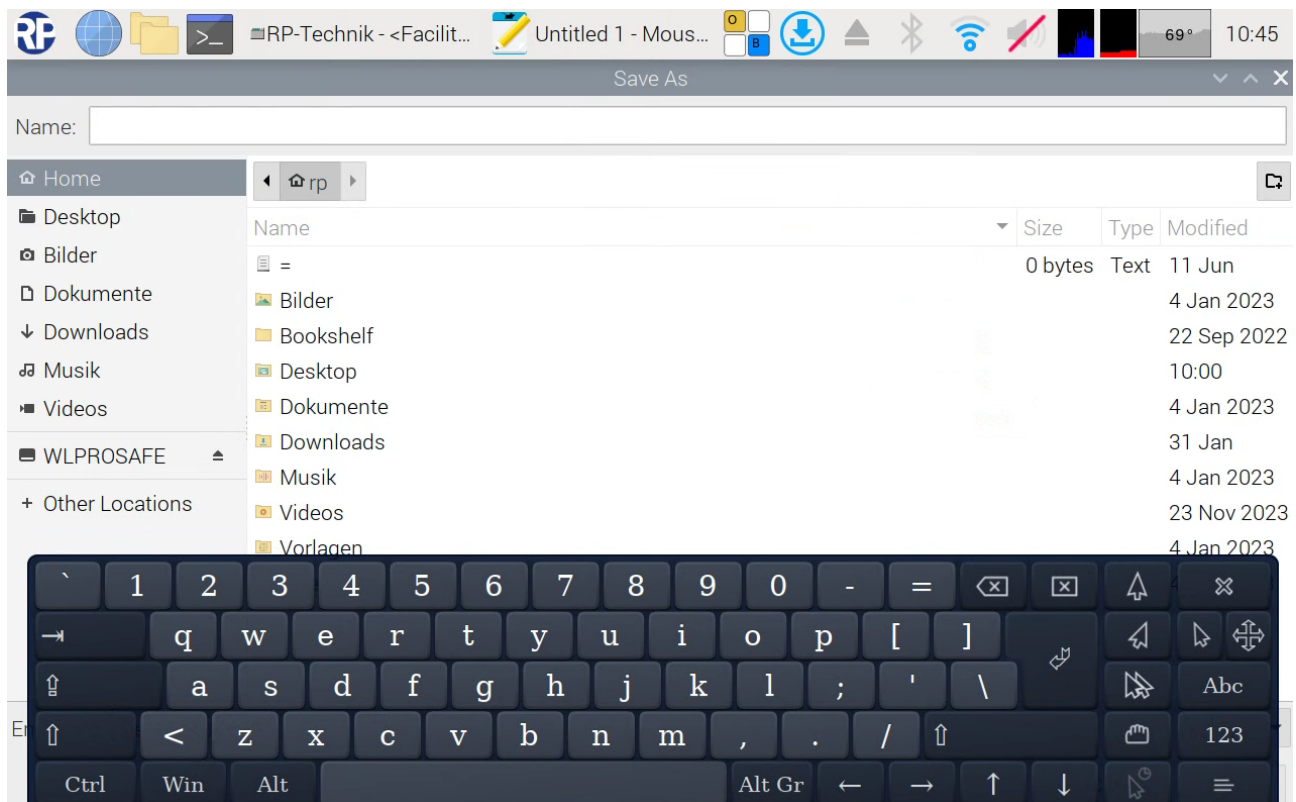 RP >_ RP-Technik - <Facilit... Untitled 1 - Mous... O B 69° 10:45
Save As
Name:
Home rp
Desktop Name Size Type Modified
Bilder = 0 bytes Text 11 Jun
Dokumente Bilder 4 Jan 2023
Downloads Bookshelf 22 Sep 2022
Musik Desktop 10:00
Videos Dokumente 4 Jan 2023
WLPROSAFE Downloads 31 Jan
Musik 4 Jan 2023
+ Other Locations Videos 23 Nov 2023
Vorlagen 4 Jan 2023
` 1 2 3 4 5 6 7 8 9 0 - =
q w e r t y u i o p [ ]
a s d f g h j k l ; ' \ Abc
< z x c v b n m , . / 123
Ctrl Win Alt Alt Gr ← → ↑ ↓